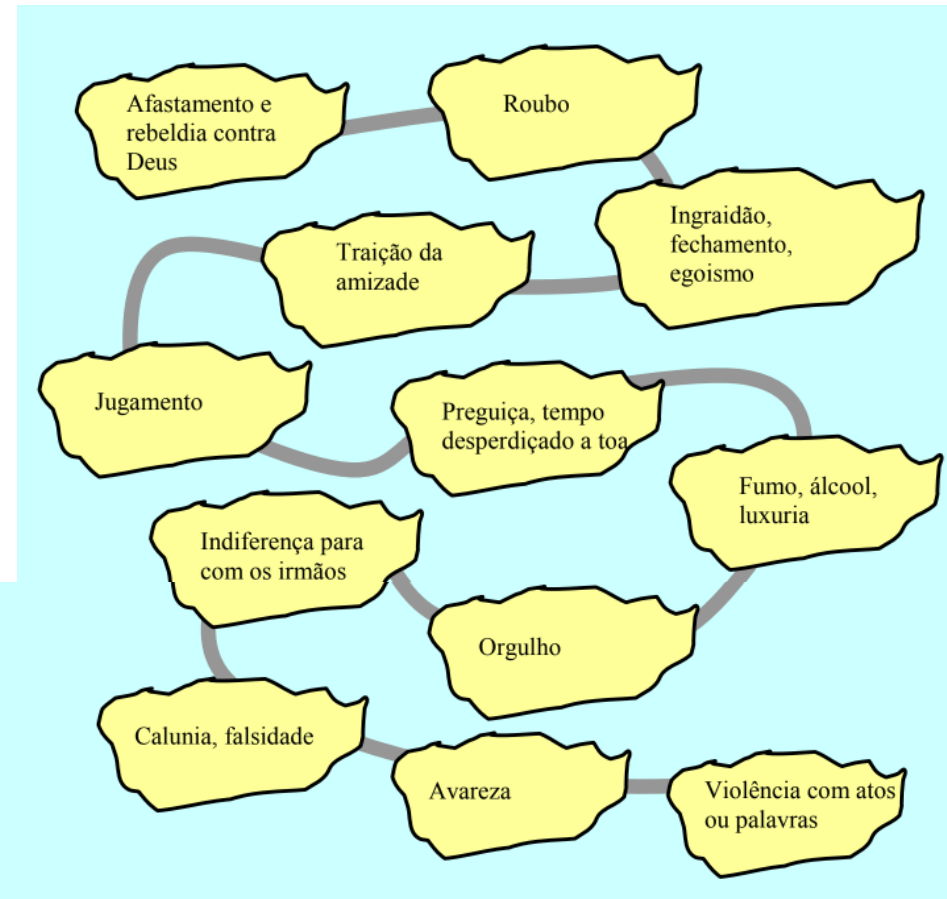 Afastamento e
rebeldia contra
Deus
Roubo
Ingraidão,
fechamento,
egoismo
Traição da
amizade
Jugamento
Preguiça, tempo
desperdiçado a toa
Fumo, álcool,
luxuria
Orgulho
Indiferença para
com os irmãos
Calunia, falsidade
Avareza
Violência com atos
ou palavras